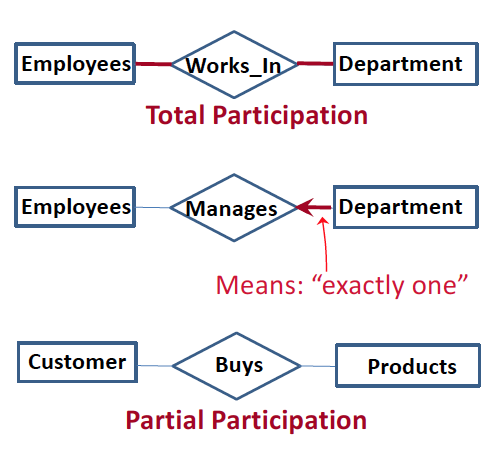 Employees Works_In Department
Total Participation
Employees Manages Department
Means: “exactly one”
Customer Buys Products
Partial Participation